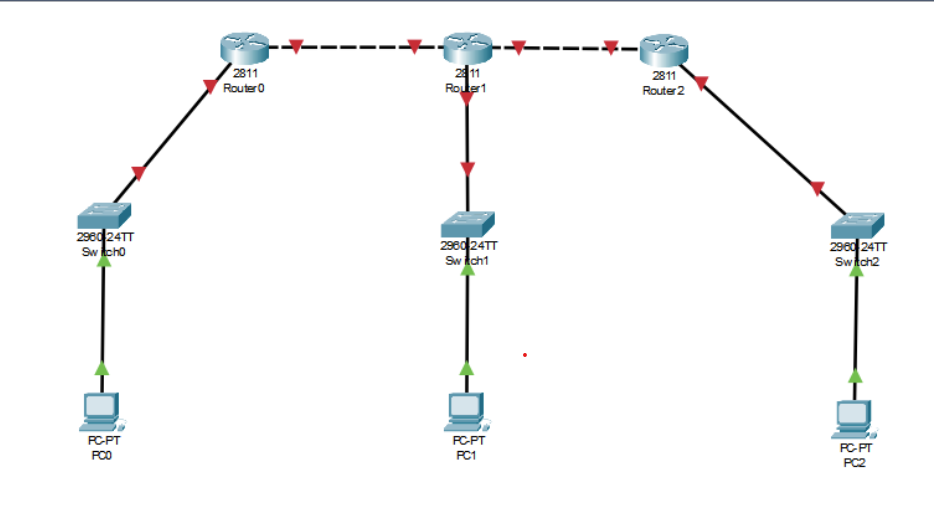 2811
Router0
2811
Router1
2811
Router2
2960-24TT
Switch0
2960-24TT
Switch1
2960-24TT
Switch2
PC-PT
PC0
PC-PT
PC1
PC-PT
PC2